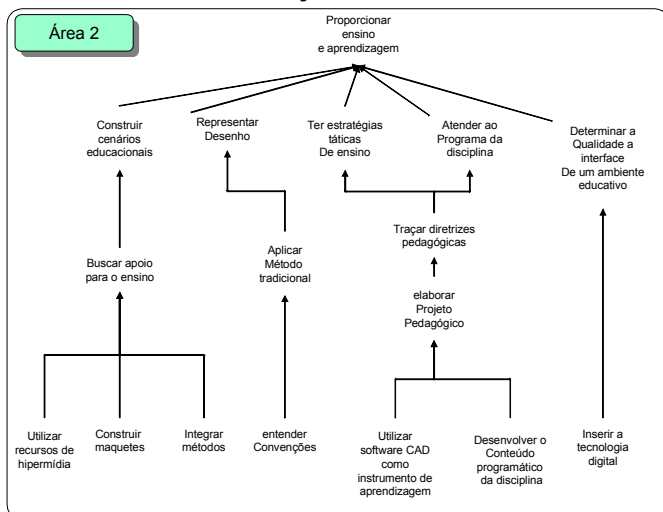 Área 2
Proporcionar
ensino
e aprendizagem
Construir
cenários
educacionais
Representar
Desenho
Ter estratégias
táticas
De ensino
Atender ao
Programa da
disciplina
Determinar a
Qualidade a
interface
De um ambiente
educativo
Buscar apoio
para o ensino
Aplicar
Método
tradicional
Traçar diretrizes
pedagógicas
elaborar
Projeto
Pedagógico
Utilizar
recursos de
hipermídia
Construir
maquetes
Integrar
métodos
entender
Convenções
Utilizar
software CAD
como
instrumento de
aprendizagem
Desenvolver o
Conteúdo
programático
da disciplina
Inserir a
tecnologia
digital